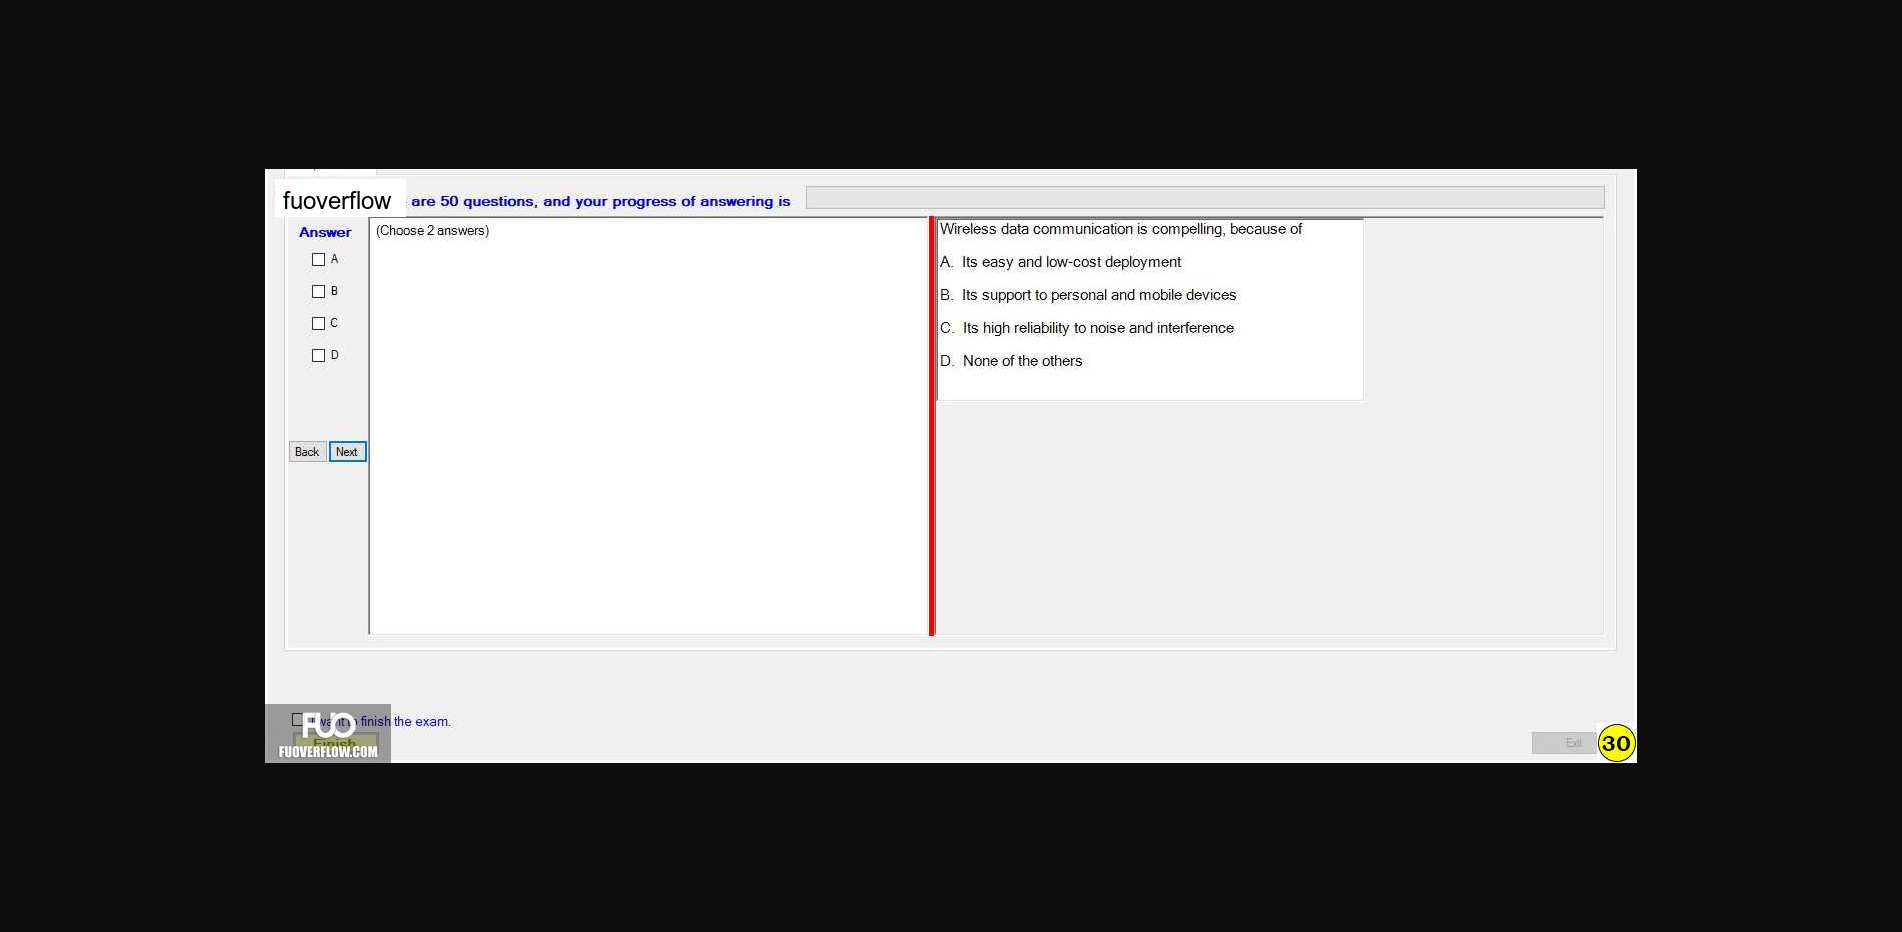 fuoverflow are 50 questions, and your progress of answering is
Answer
A
B
C
D
Back Next
(Choose 2 answers)
Wireless data communication is compelling, because of
A. Its easy and low-cost deployment
B. Its support to personal and mobile devices
C. Its high reliability to noise and interference
D. None of the others
I want to finish the exam.
Finish
FUO
FUOVERFLOW.COM
Exit
30